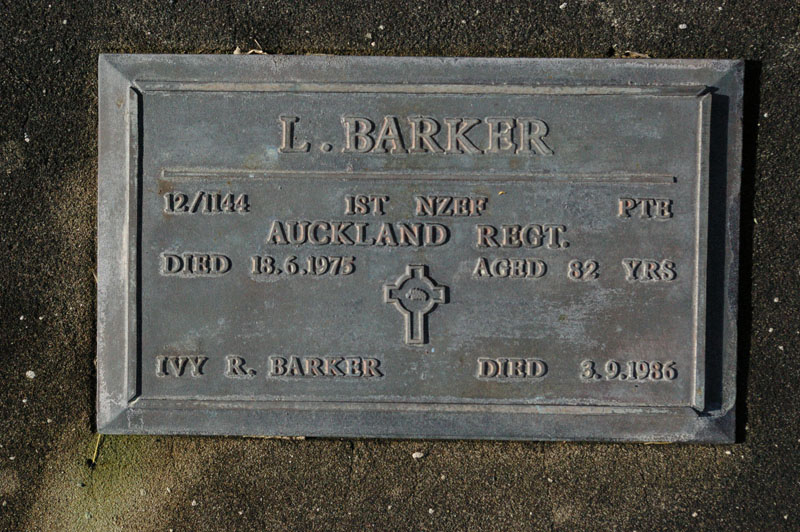 L. BARKER
12/1144 1ST NZEF PTE
AUCKLAND REGT.
DIED 18.6.1975 AGED 82 YRS
IVY R. BARKER DIED 3.9.1986